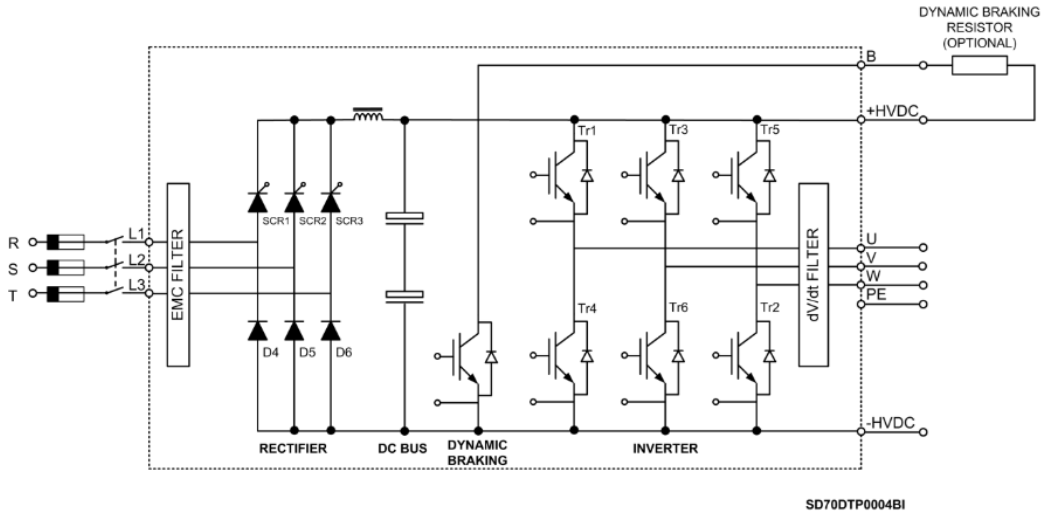 DYNAMIC BRAKING
RESISTOR
(OPTIONAL)
B
+HVDC
Tr1
Tr3
Tr5
SCR1
SCR2
SCR3
R
S
T
L1
L2
L3
EMC FILTER
dV/dt FILTER
U
V
W
PE
Tr4
Tr6
Tr2
D4
D5
D6
-HVDC
RECTIFIER
DC BUS
DYNAMIC
BRAKING
INVERTER
SD70DTP0004BI